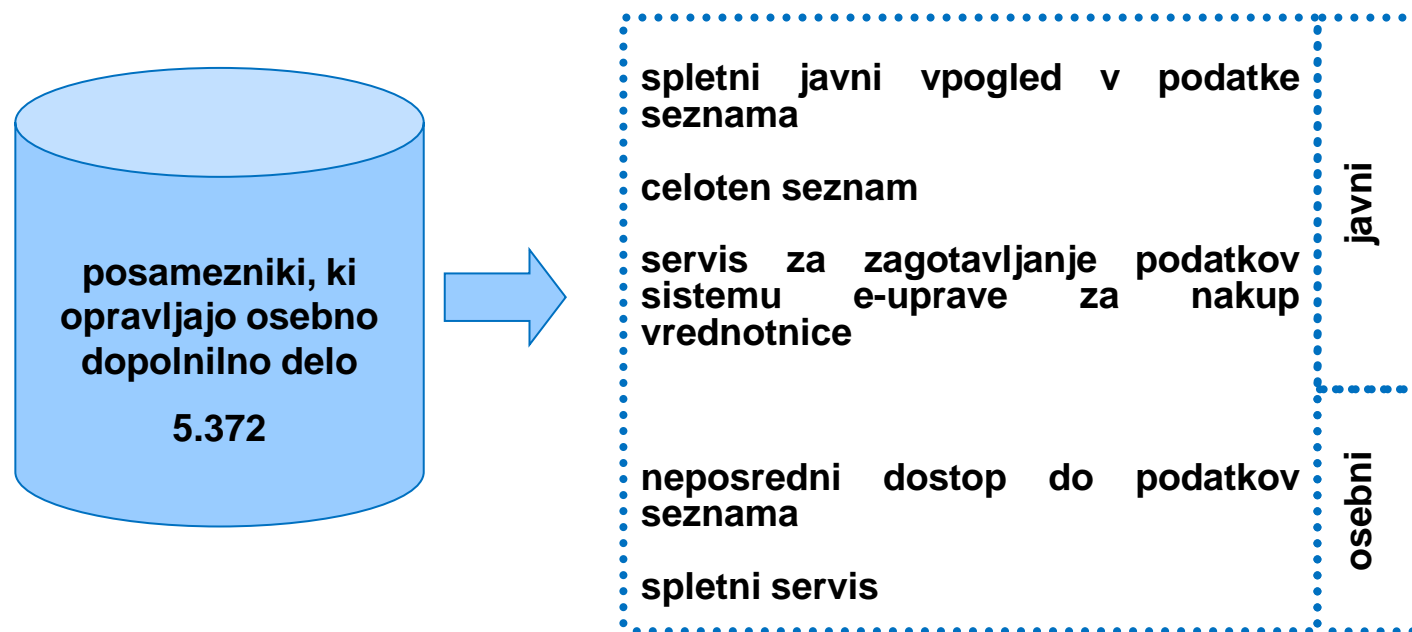 posamezniki, ki
opravljajo osebno
dopolnilno delo
5.372
spletni javni vpogled v podatke
seznama
celoten seznam
servis za zagotavljanje podatkov
sistemu e-uprave za nakup
vrednotnice
javni
neposredni dostop do podatkov
seznama
spletni servis
osebni